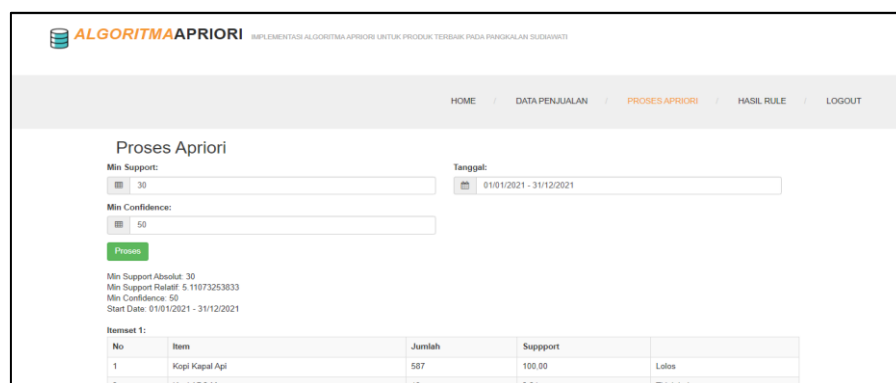 ALGORITMAAPRIORI IMPLEMENTASI ALGORITMA APRIORI UNTUK PRODUK TERBAIK PADA PANGKALAN SUDIAWATI
HOME / DATA PENJUALAN / PROSES APRIORI / HASIL RULE / LOGOUT
Proses Apriori
Min Support: Tanggal:
30 01/01/2021 - 31/12/2021
Min Confidence:
50
Proses
Min Support Absolut: 30
Min Support Relatif: 5.11073253833
Min Confidence: 50
Start Date: 01/01/2021 - 31/12/2021
Itemset 1:
No Item Jumlah Suppport
1 Kopi Kapal Api 587 100,00 Lolos